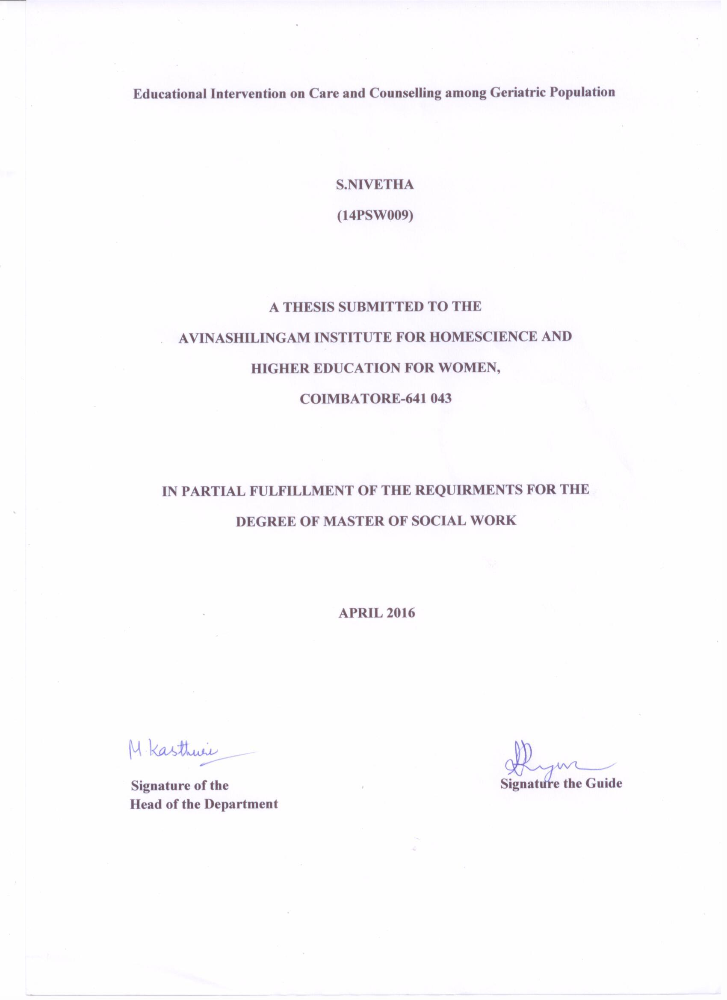 Educational Intervention on Care and Counselling among Geriatric Population
S.NIVETHA
(14PSW009)
A THESIS SUBMITTED TO THE
AVINASHILINGAM INSTITUTE FOR HOMESCIENCE AND
HIGHER EDUCATION FOR WOMEN,
COIMBATORE-641 043
IN PARTIAL FULFILLMENT OF THE REQUIRMENTS FOR THE
DEGREE OF MASTER OF SOCIAL WORK
APRIL 2016
M. Kasthuri
Signature of the
Head of the Department
Signature the Guide